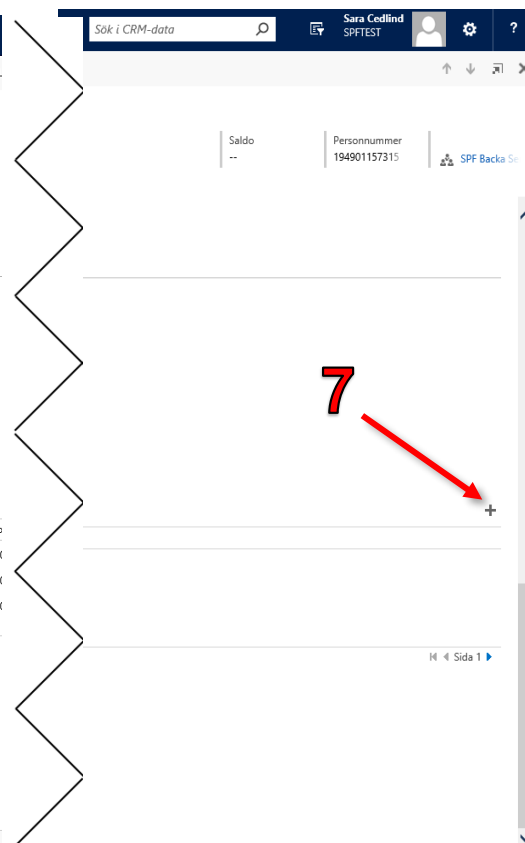 Sök i CRM-data
Sara Cedlind
SPFTEST
?
Saldo
--
Personnummer
194901157315
SPF Backa Se
7
+
Sida 1